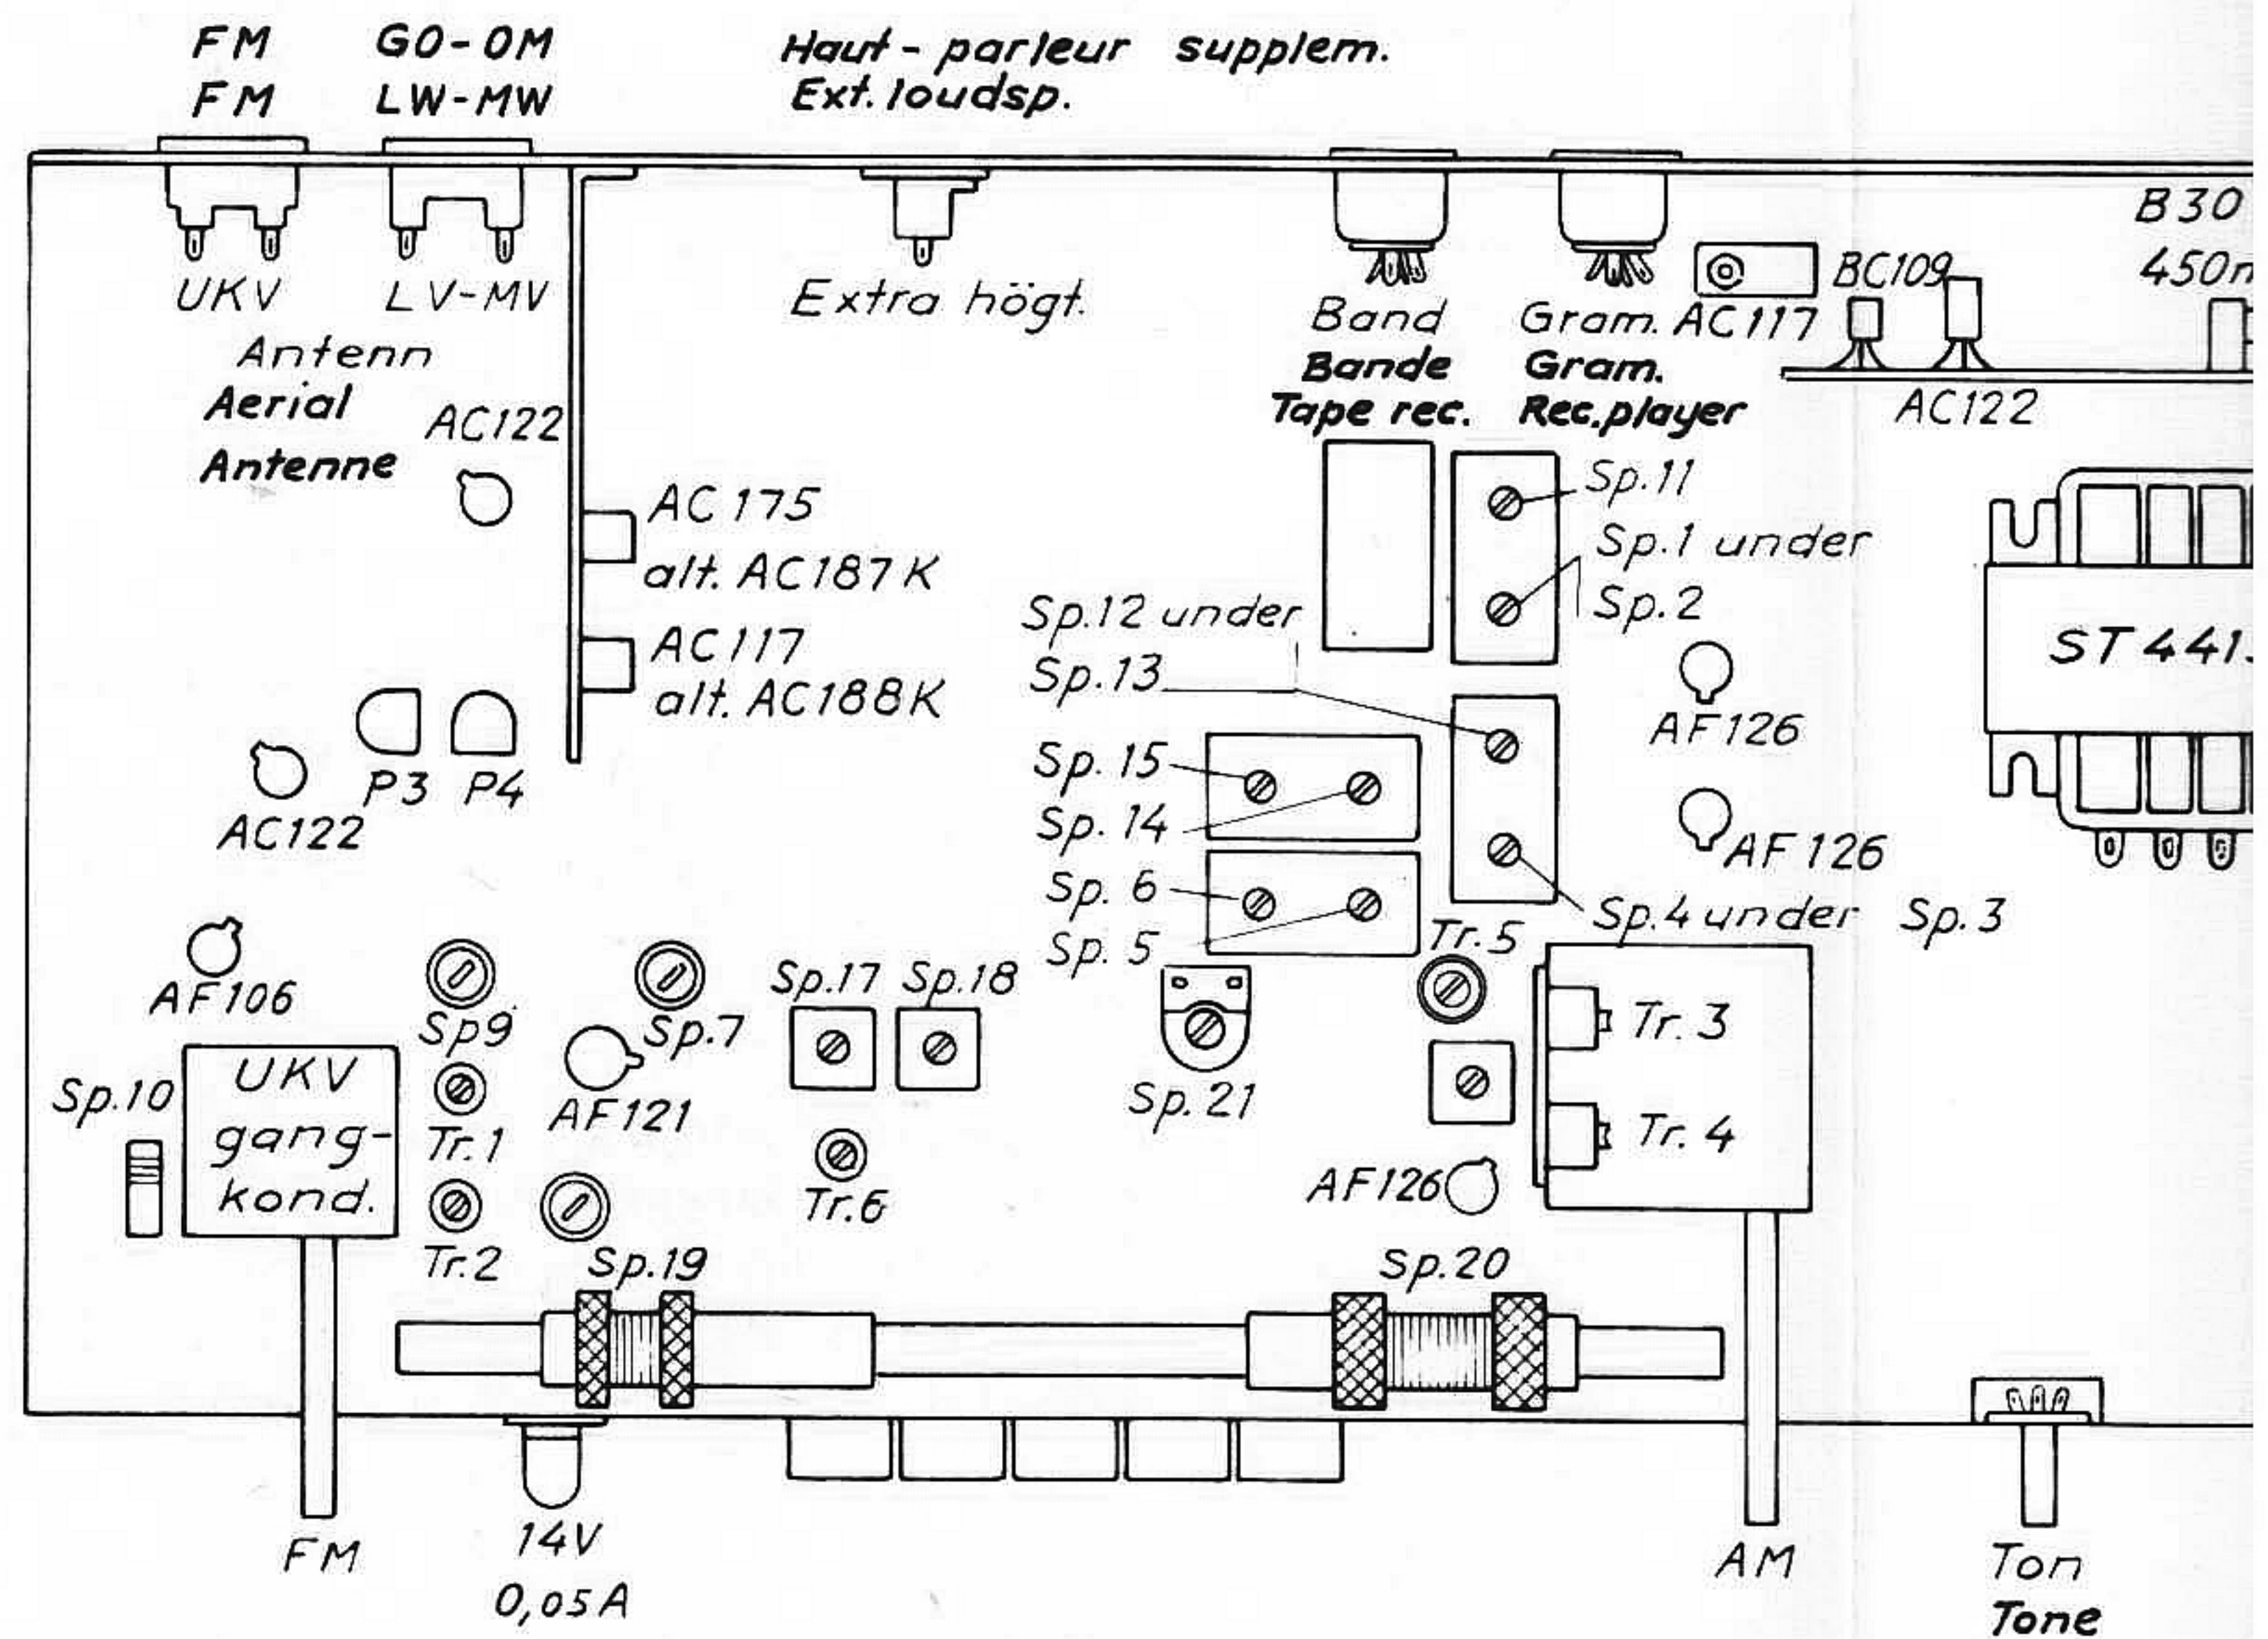 FM GO-OM
FM LW-MW
Haut-parleur supplem.
Ext. loudsp.
UKV LV-MV
Antenn
Aerial
Antenne
Extra högt.
Band
Bande
Tape rec.
Gram.
Gram.
Rec.player
AC117
BC109
AC122
B30
AC122
AC175
alt. AC187K
AC117
alt. AC188K
Sp.11
Sp.1 under
Sp.2
Sp.12 under
Sp.13
ST 441
AF126
P3 P4
AC122
Sp. 15
Sp. 14
AF126
Sp. 6
Sp. 5
Sp.4 under Sp.3
Tr.5
AF106
Sp9
Sp.7
Sp.17 Sp.18
Tr. 3
Sp.10
UKV
gang-
kond.
Tr.1
AF121
Sp. 21
Tr. 4
Tr.2
Tr.6
AF126
Sp.19
Sp.20
FM
14V
0,05A
AM
Ton
Tone